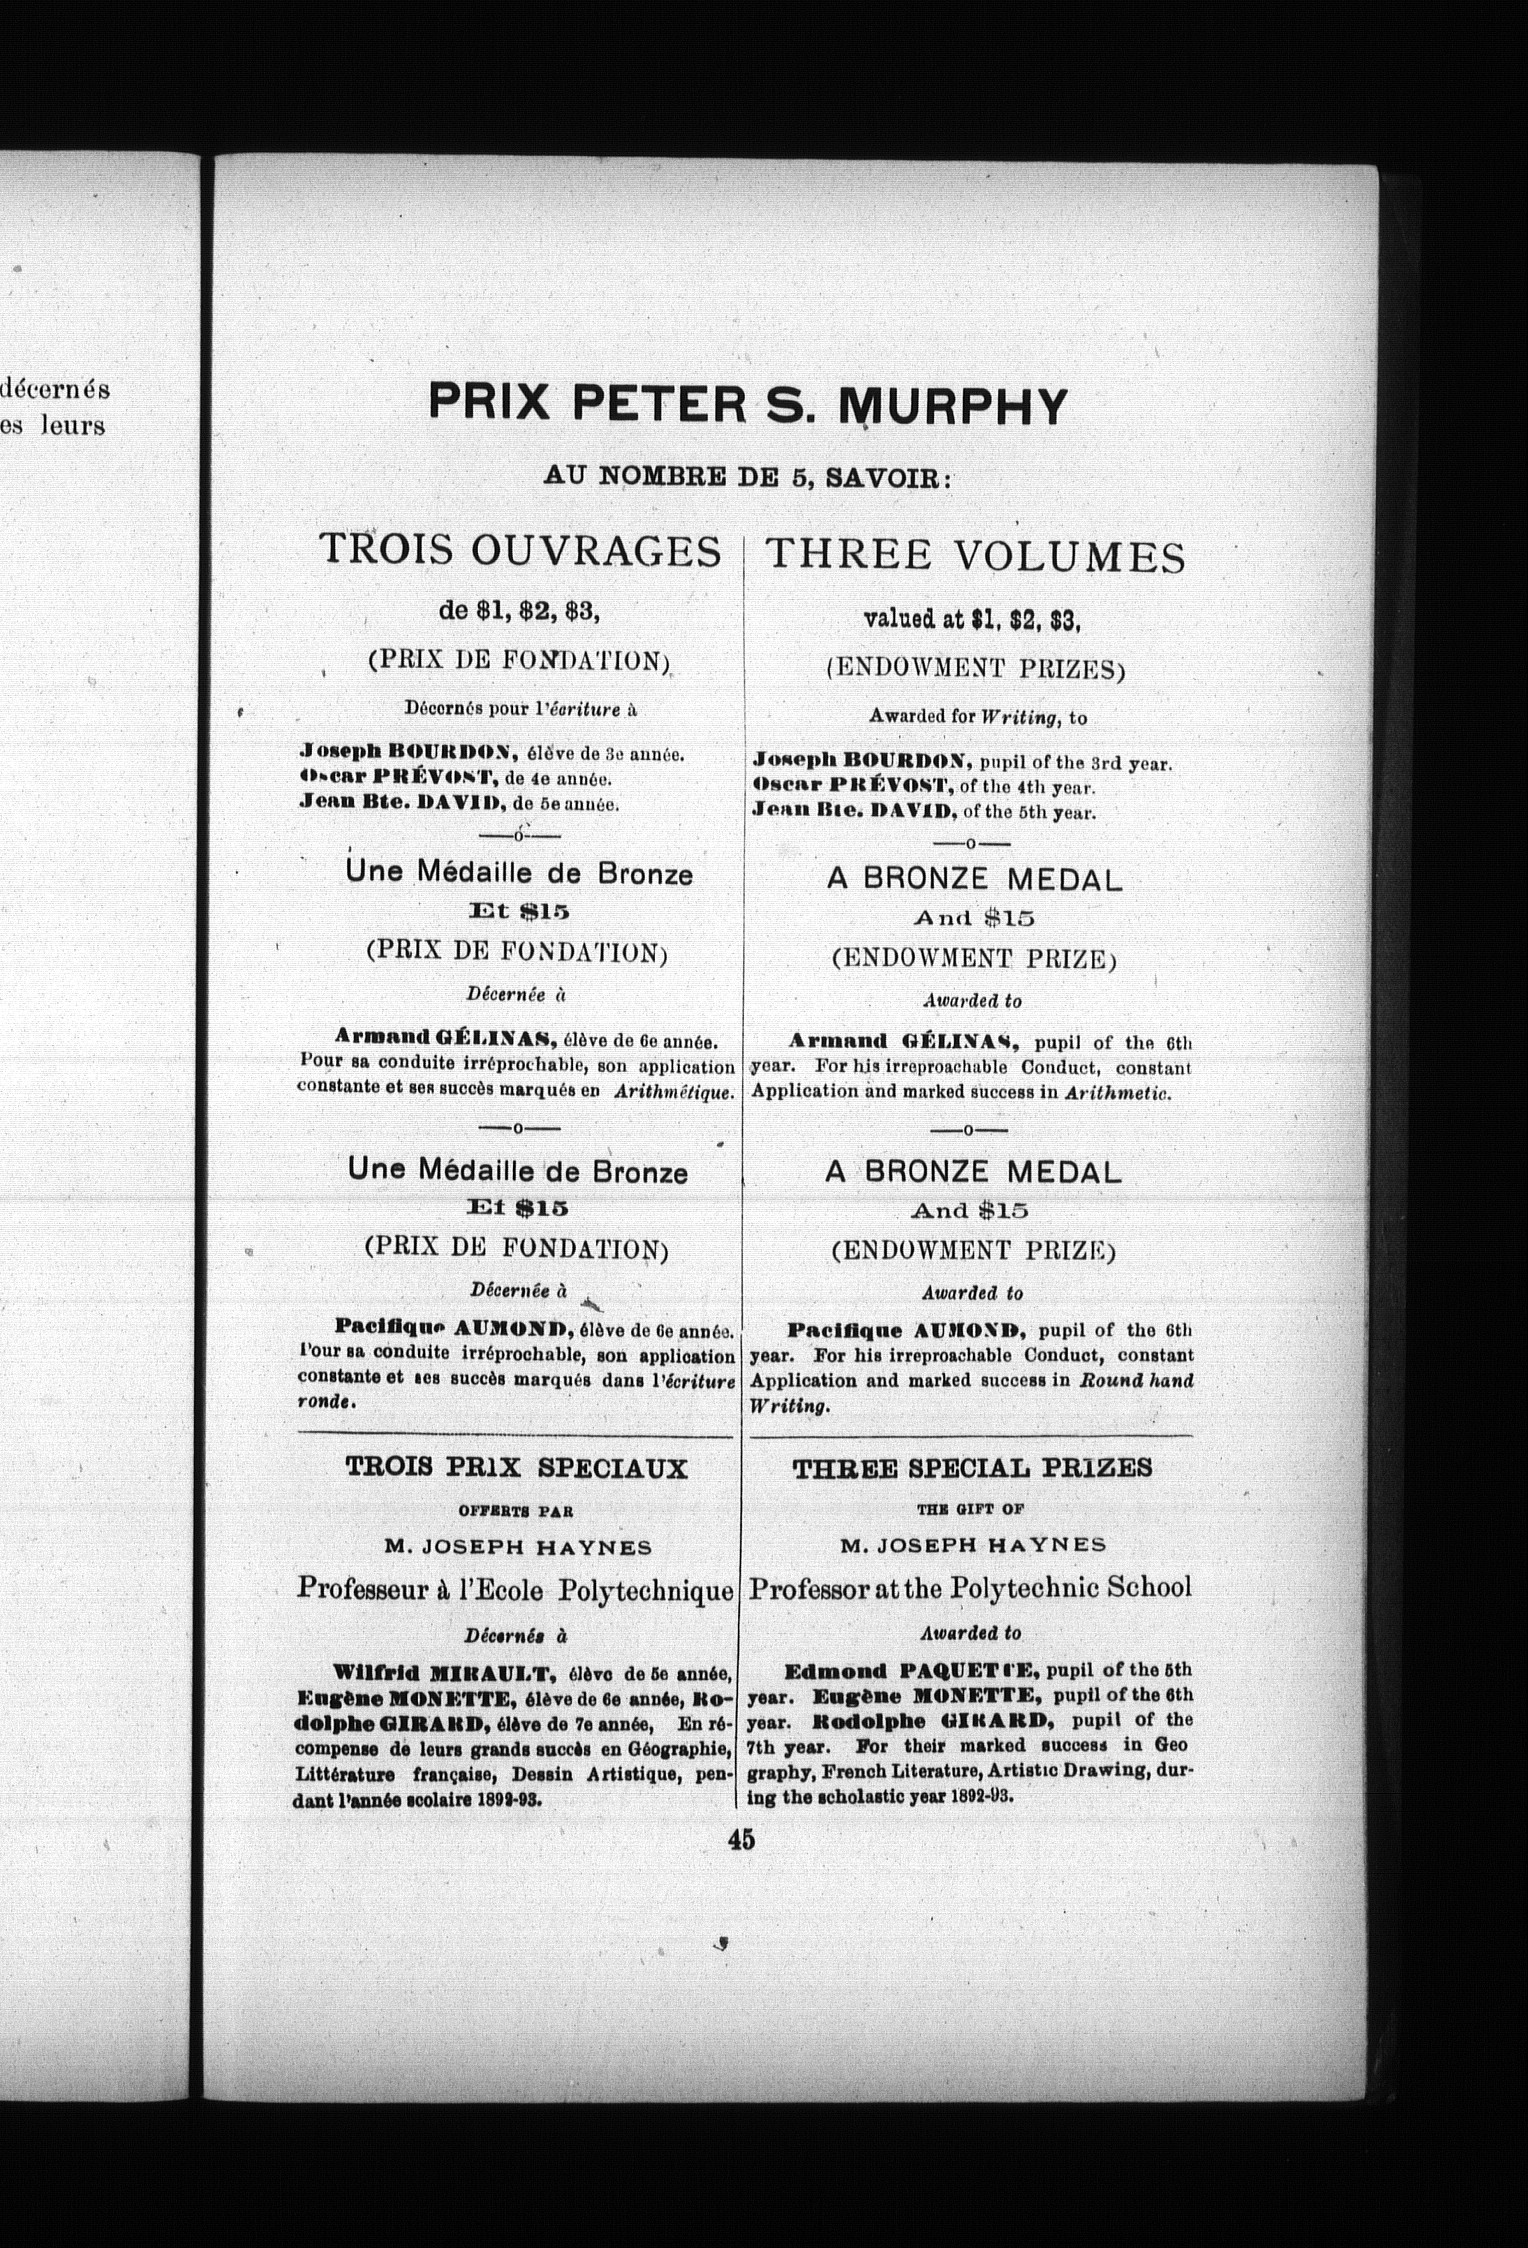 décernés
es leurs
PRIX PETER S. MURPHY
AU NOMBRE DE 5, SAVOIR:
TROIS OUVRAGES
de $1, $2, $3,
(PRIX DE FONDATION)
Décernés pour l'écriture à
Joseph BOURDON, élève de 3e année.
Oscar PRÉVOST, de 4e année.
Jean Bte. DAVID, de 5e année.
—o—
Une Médaille de Bronze
Et $15
(PRIX DE FONDATION)
Décernée à
Armand GÉLINAS, élève de 6e année.
Pour sa conduite irréprochable, son application
constante et ses succès marqués en Arithmétique.
—o—
Une Médaille de Bronze
Et $15
(PRIX DE FONDATION)
Décernée à
Pacifique AUMOND, élève de 6e année.
Pour sa conduite irréprochable, son application
constante et ses succès marqués dans l'écriture
ronde.
TROIS PRIX SPECIAUX
OFFERTS PAR
M. JOSEPH HAYNES
Professeur à l'Ecole Polytechnique
Décernés à
Wilfrid MIRAULT, élève de 5e année,
Eugène MONETTE, élève de 6e année, Ro-
dolphe GIRARD, élève de 7e année, En ré-
compense de leurs grands succès en Géographie,
Littérature française, Dessin Artistique, pen-
dant l'année scolaire 1892-93.
THREE VOLUMES
valued at $1, $2, $3,
(ENDOWMENT PRIZES)
Awarded for Writing, to
Joseph BOURDON, pupil of the 3rd year.
Oscar PRÉVOST, of the 4th year.
Jean Bte. DAVID, of the 5th year.
—o—
A BRONZE MEDAL
And $15
(ENDOWMENT PRIZE)
Awarded to
Armand GÉLINAS, pupil of the 6th
year. For his irreproachable Conduct, constant
Application and marked success in Arithmetic.
—o—
A BRONZE MEDAL
And $15
(ENDOWMENT PRIZE)
Awarded to
Pacifique AUMOND, pupil of the 6th
year. For his irreproachable Conduct, constant
Application and marked success in Round hand
Writing.
THREE SPECIAL PRIZES
THE GIFT OF
M. JOSEPH HAYNES
Professor at the Polytechnic School
Awarded to
Edmond PAQUETTE, pupil of the 5th
year. Eugène MONETTE, pupil of the 6th
year. Rodolphe GIRARD, pupil of the
7th year. For their marked success in Geo
graphy, French Literature, Artistic Drawing, dur-
ing the scholastic year 1892-93.
45